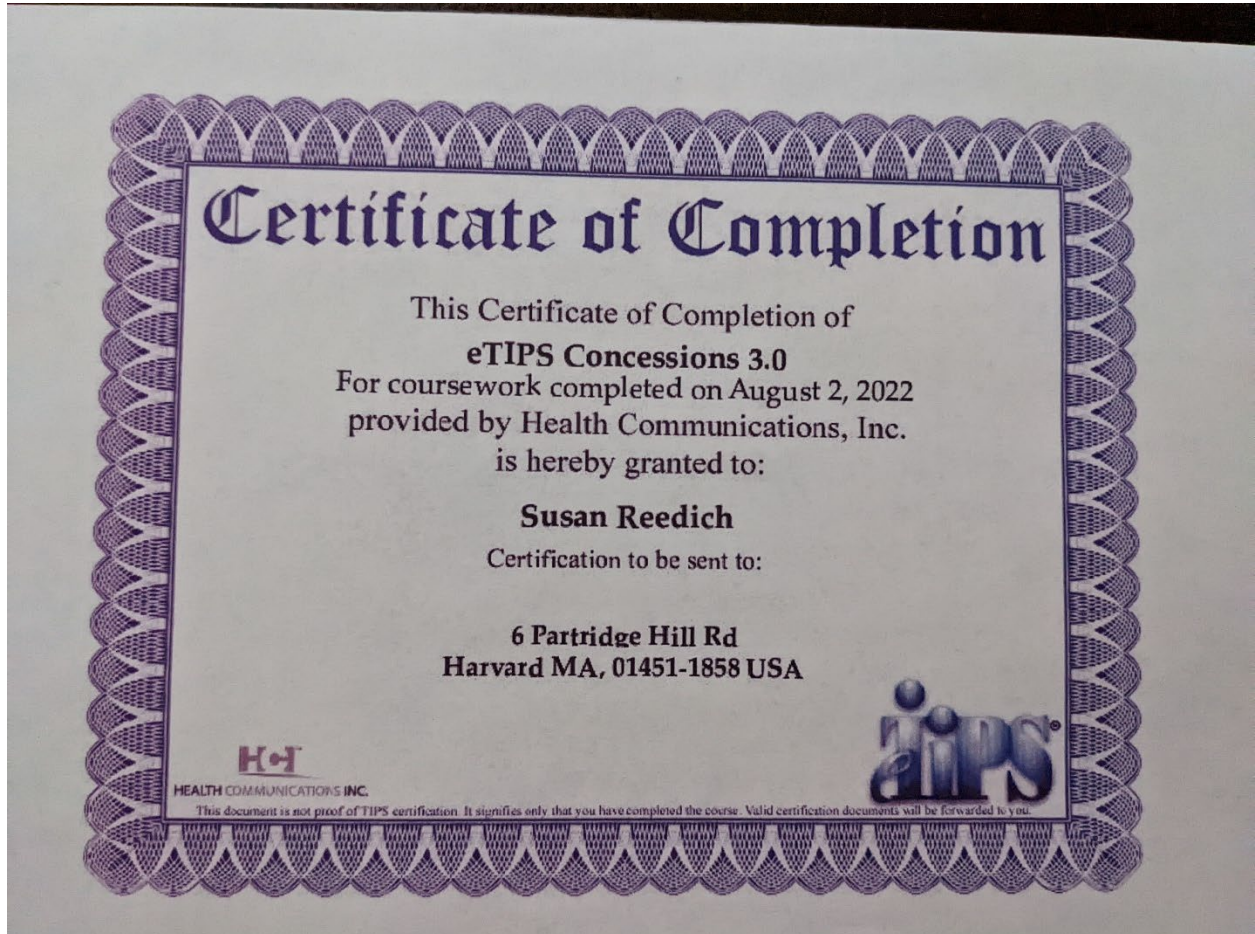 Certificate of Completion
This Certificate of Completion of
eTIPS Concessions 3.0
For coursework completed on August 2, 2022
provided by Health Communications, Inc.
is hereby granted to:
Susan Reedich
Certification to be sent to:
6 Partridge Hill Rd
Harvard MA, 01451-1858 USA
HCI
HEALTH COMMUNICATIONS INC.
eTiPS®
This document is not proof of TIPS certification. It signifies only that you have completed the course. Valid certification documents will be forwarded to you.